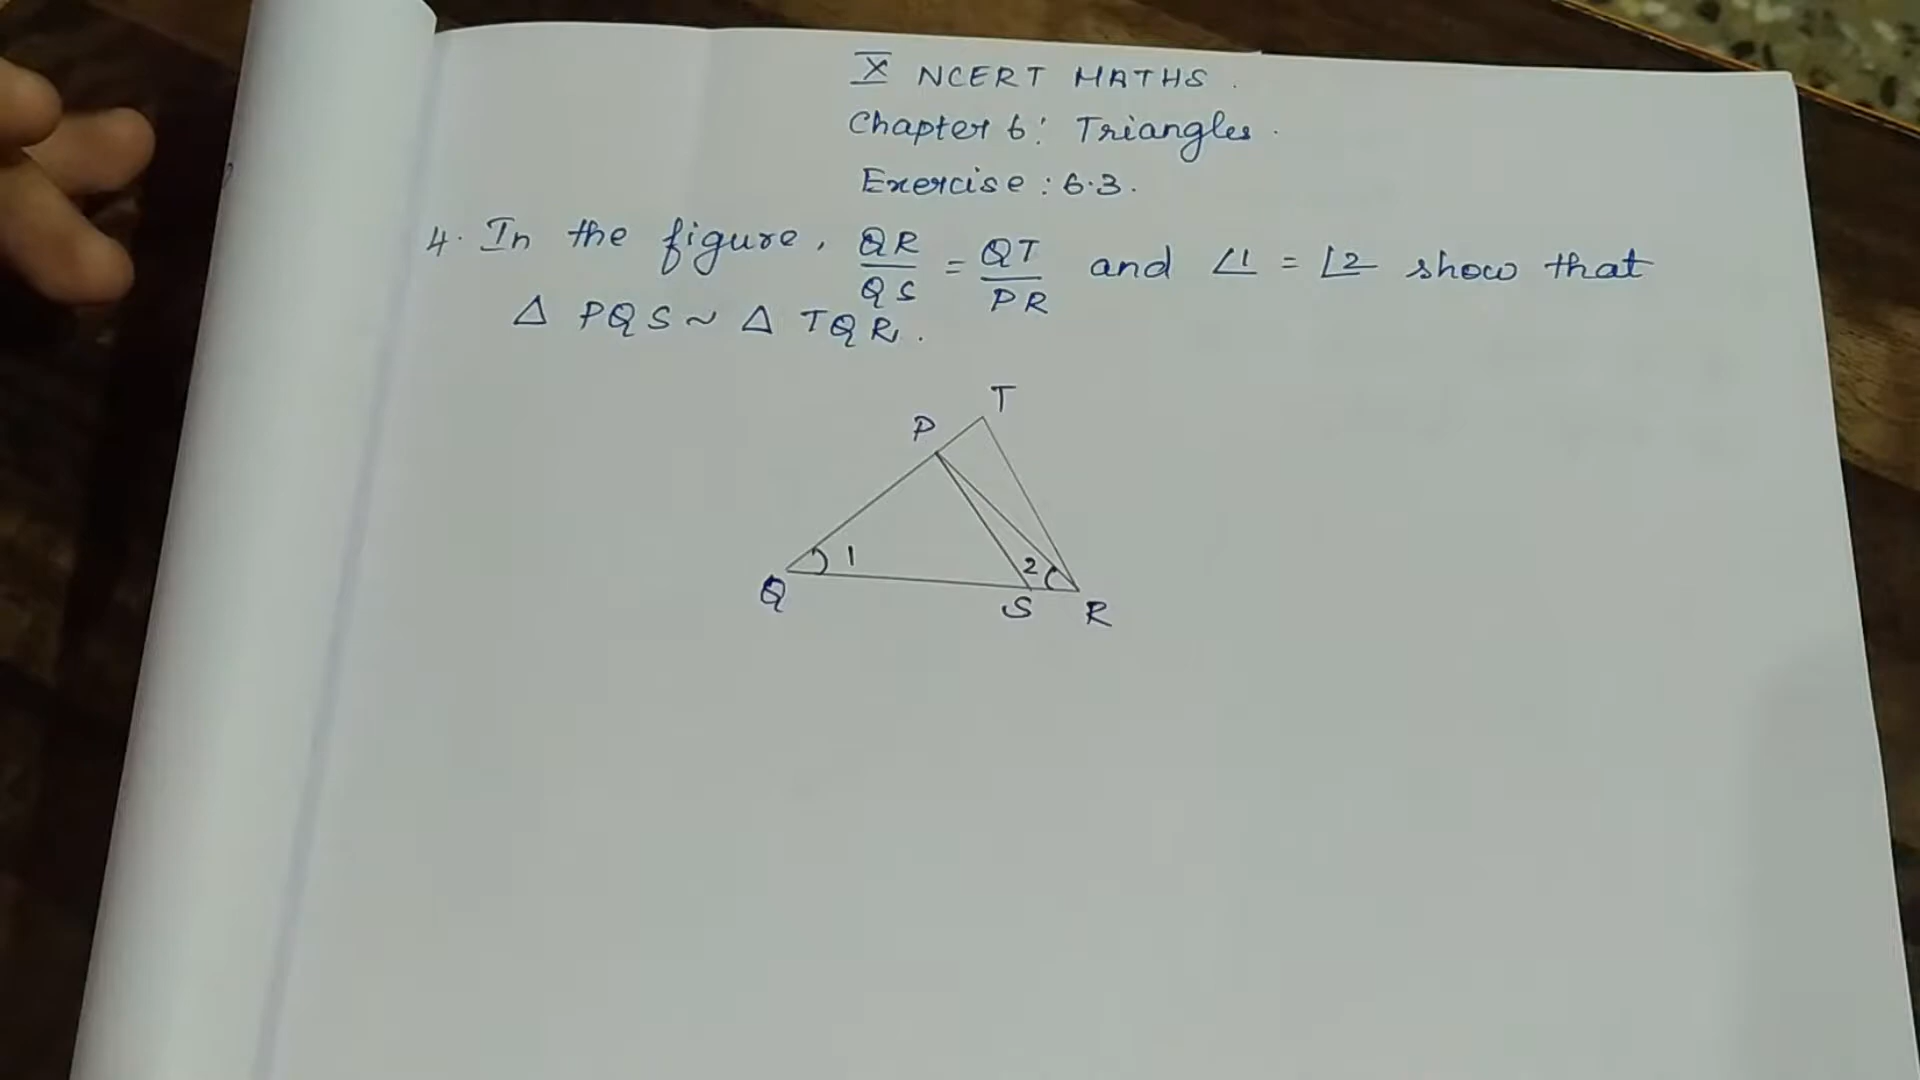 X NCERT MATHS.
Chapter 6: Triangles.
Exercise: 6.3.
4. In the figure, QR/QS = QT/PR and ∠1 = ∠2 show that
Δ PQS ~ Δ TQR.
T
P
1
2
Q
S
R